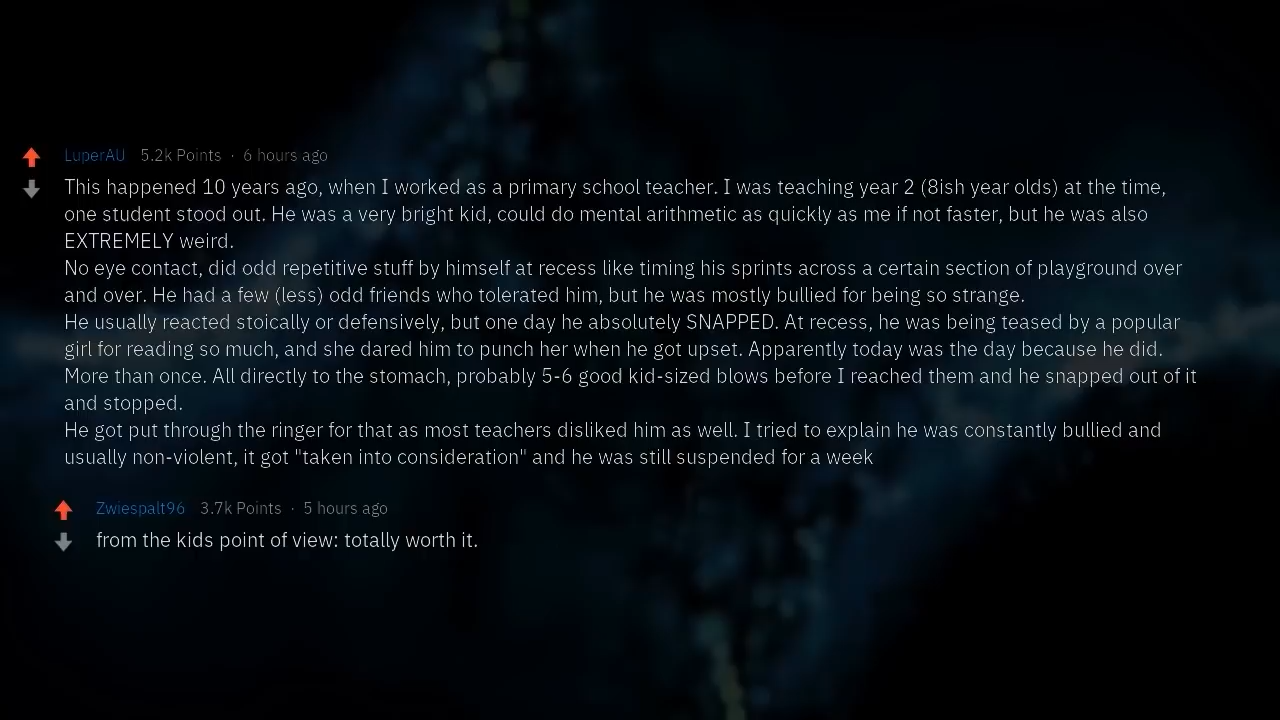 LuperAU 5.2k Points · 6 hours ago
This happened 10 years ago, when I worked as a primary school teacher. I was teaching year 2 (8ish year olds) at the time,
one student stood out. He was a very bright kid, could do mental arithmetic as quickly as me if not faster, but he was also
EXTREMELY weird.
No eye contact, did odd repetitive stuff by himself at recess like timing his sprints across a certain section of playground over
and over. He had a few (less) odd friends who tolerated him, but he was mostly bullied for being so strange.
He usually reacted stoically or defensively, but one day he absolutely SNAPPED. At recess, he was being teased by a popular
girl for reading so much, and she dared him to punch her when he got upset. Apparently today was the day because he did.
More than once. All directly to the stomach, probably 5-6 good kid-sized blows before I reached them and he snapped out of it
and stopped.
He got put through the ringer for that as most teachers disliked him as well. I tried to explain he was constantly bullied and
usually non-violent, it got "taken into consideration" and he was still suspended for a week
Zwiespalt96 3.7k Points · 5 hours ago
from the kids point of view: totally worth it.